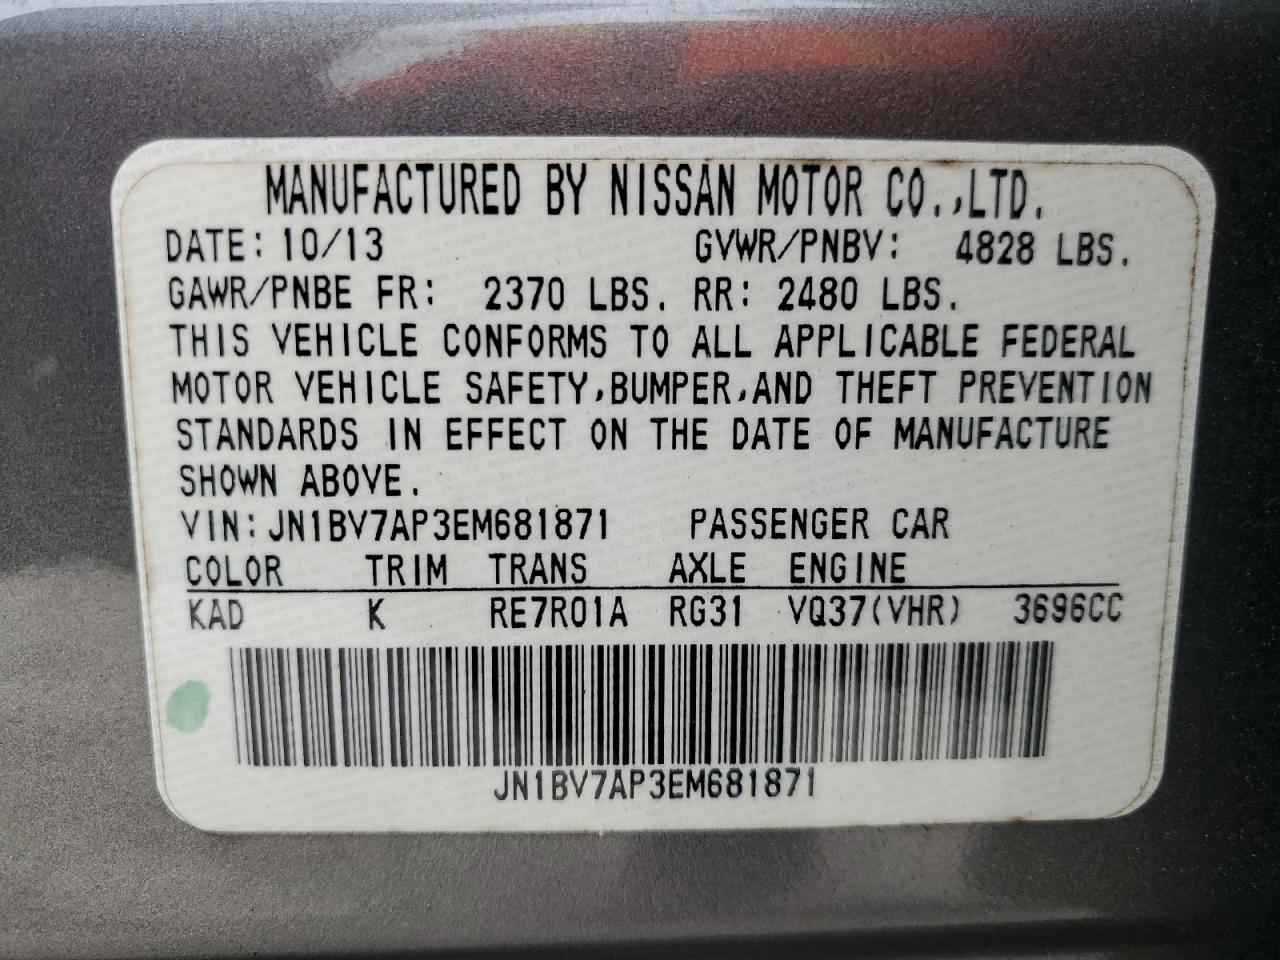 MANUFACTURED BY NISSAN MOTOR CO.,LTD.
DATE: 10/13 GVWR/PNBV: 4828 LBS.
GAWR/PNBE FR: 2370 LBS. RR: 2480 LBS.
THIS VEHICLE CONFORMS TO ALL APPLICABLE FEDERAL
MOTOR VEHICLE SAFETY,BUMPER,AND THEFT PREVENTION
STANDARDS IN EFFECT ON THE DATE OF MANUFACTURE
SHOWN ABOVE.
VIN:JN1BV7AP3EM681871 PASSENGER CAR
COLOR TRIM TRANS AXLE ENGINE
KAD K RE7R01A RG31 VQ37(VHR) 3696CC
JN1BV7AP3EM681871